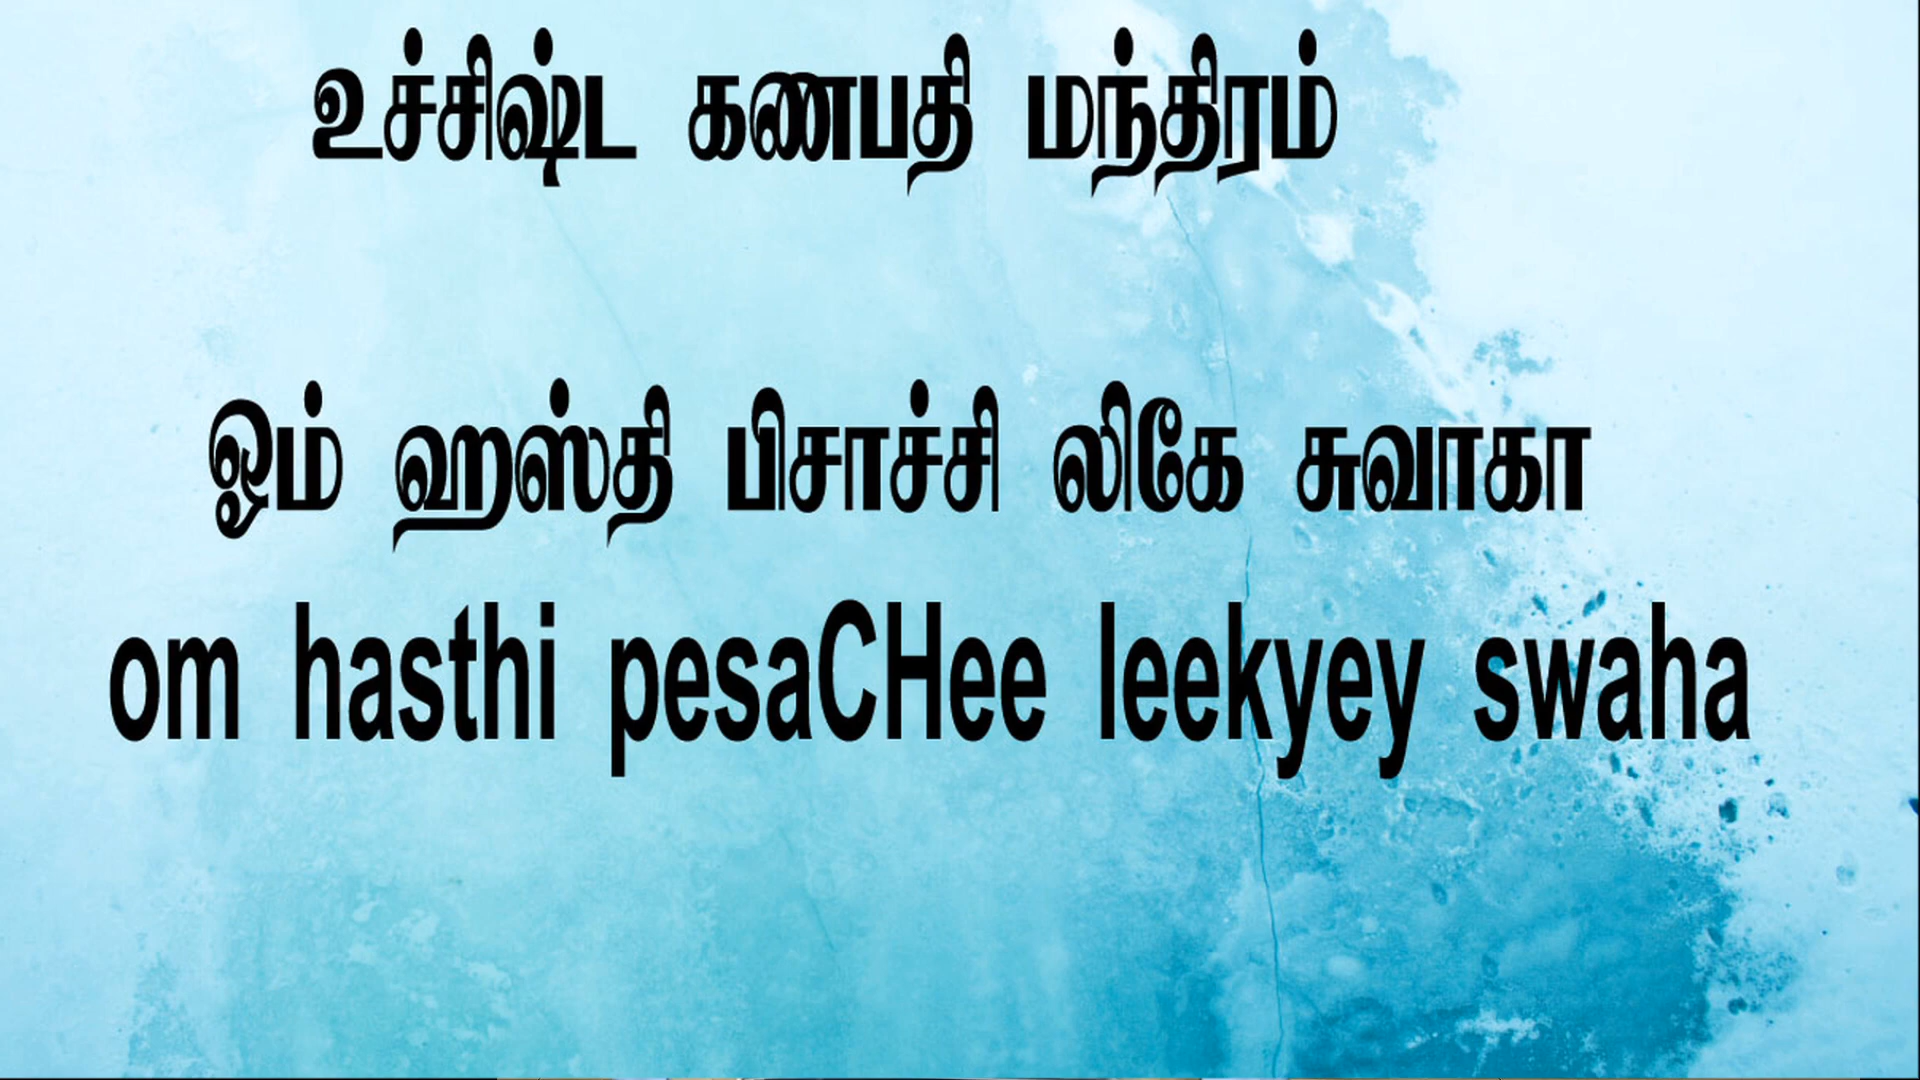 உச்சிஷ்ட கணபதி மந்திரம்
ஓம் ஹஸ்தி பிசாச்சி லிகே சுவாகா
om hasthi pesaCHee leekyey swaha